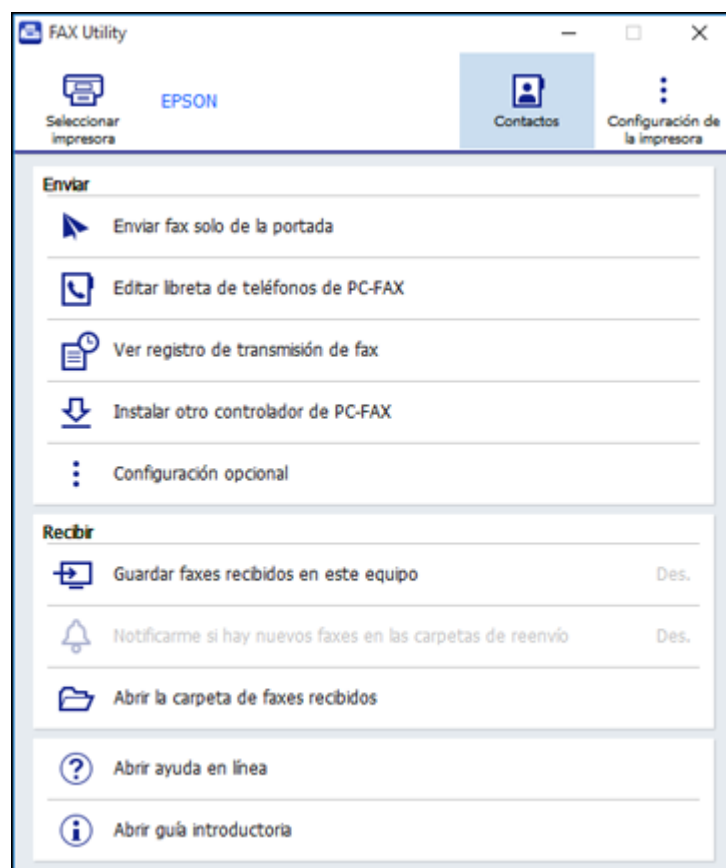 FAX Utility
Seleccionar
impresora
EPSON
Contactos
Configuración de
la impresora
Enviar
Enviar fax solo de la portada
Editar libreta de teléfonos de PC-FAX
Ver registro de transmisión de fax
Instalar otro controlador de PC-FAX
Configuración opcional
Recibir
Guardar faxes recibidos en este equipo Des.
Notificarme si hay nuevos faxes en las carpetas de reenvío Des.
Abrir la carpeta de faxes recibidos
Abrir ayuda en línea
Abrir guía introductoria